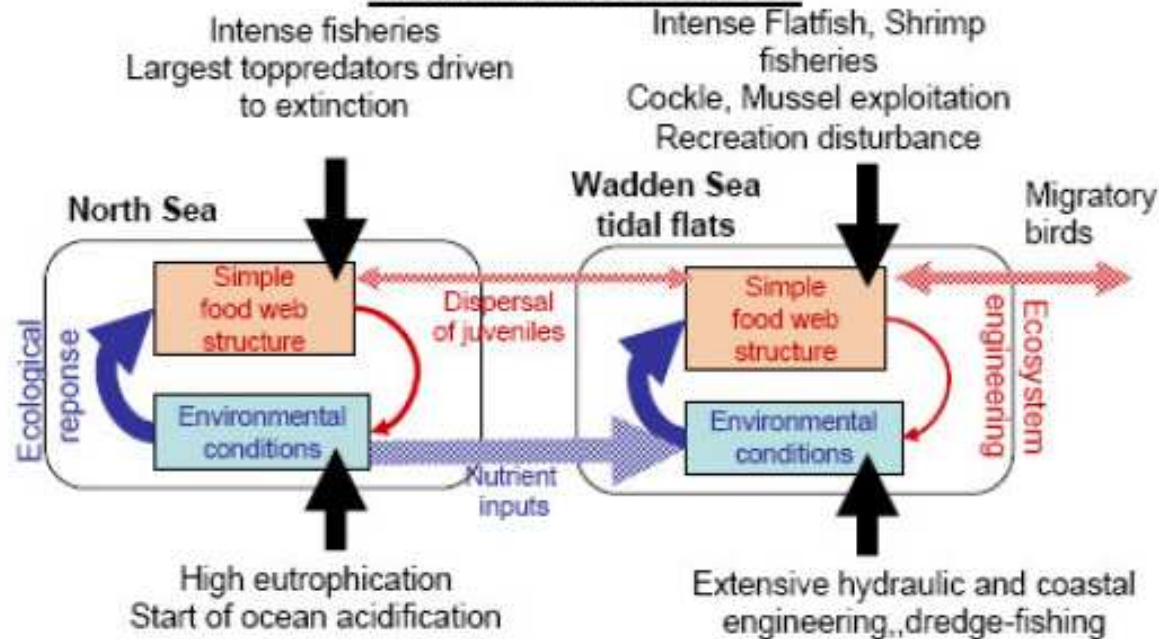 Intense fisheries
Largest toppredators driven
to extinction
Intense Flatfish, Shrimp
fisheries
Cockle, Mussel exploitation
Recreation disturbance
North Sea
Wadden Sea
tidal flats
Migratory
birds
Simple
food web
structure
Dispersal
of juveniles
Simple
food web
structure
Ecological
reponse
Ecosystem
engineering
Environmental
conditions
Nutrient
inputs
Environmental
conditions
High eutrophication
Start of ocean acidification
Extensive hydraulic and coastal
engineering,,dredge-fishing